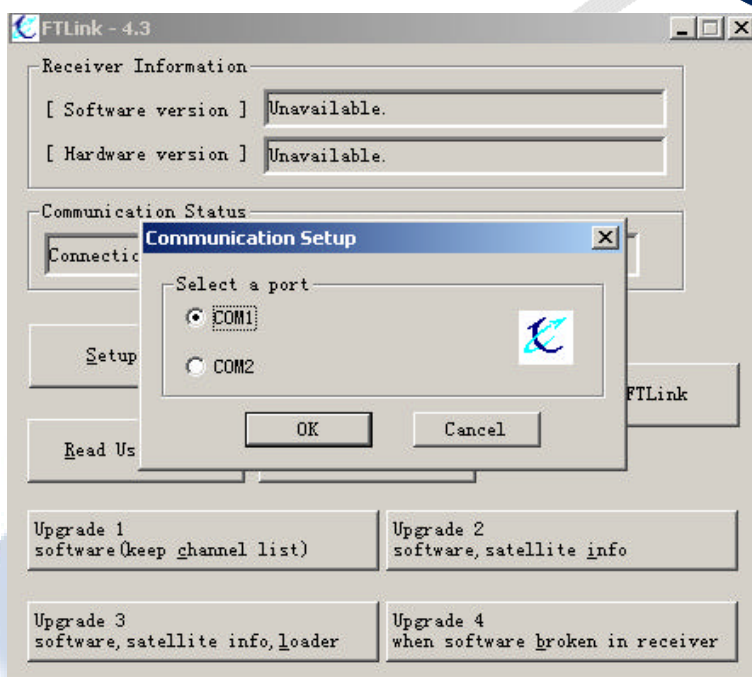 FTLink - 4.3
Receiver Information
[ Software version ] Unavailable.
[ Hardware version ] Unavailable.
Communication Status
Communication Setup
Select a port
COM1
COM2
Setup
FTLink
OK Cancel
Read
Upgrade 1
software(keep channel list)
Upgrade 2
software, satellite info
Upgrade 3
software, satellite info, loader
Upgrade 4
when software broken in receiver